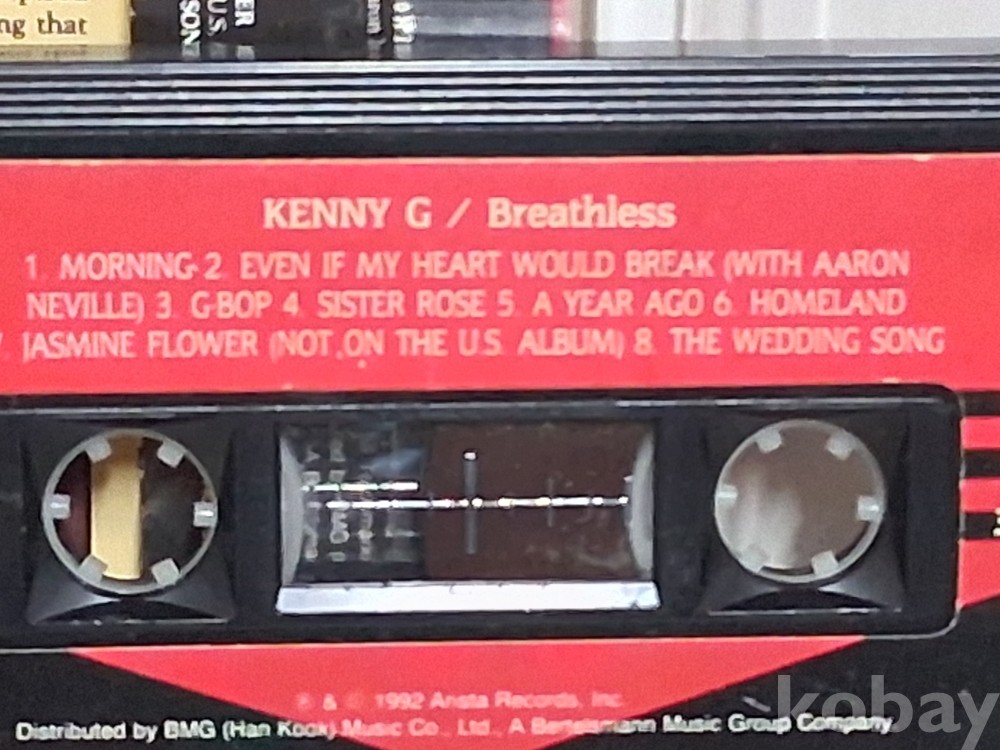 ng that
KENNY G / Breathless
1. MORNING 2. EVEN IF MY HEART WOULD BREAK (WITH AARON
NEVILLE) 3. G-BOP 4. SISTER ROSE 5. A YEAR AGO 6. HOMELAND
JASMINE FLOWER (NOT ON THE U.S. ALBUM) 8. THE WEDDING SONG
℗ & © 1992 Arista Records, Inc.
Distributed by BMG (Han Kook) Music Co., Ltd., A Bertelsmann Music Group Company
kobay